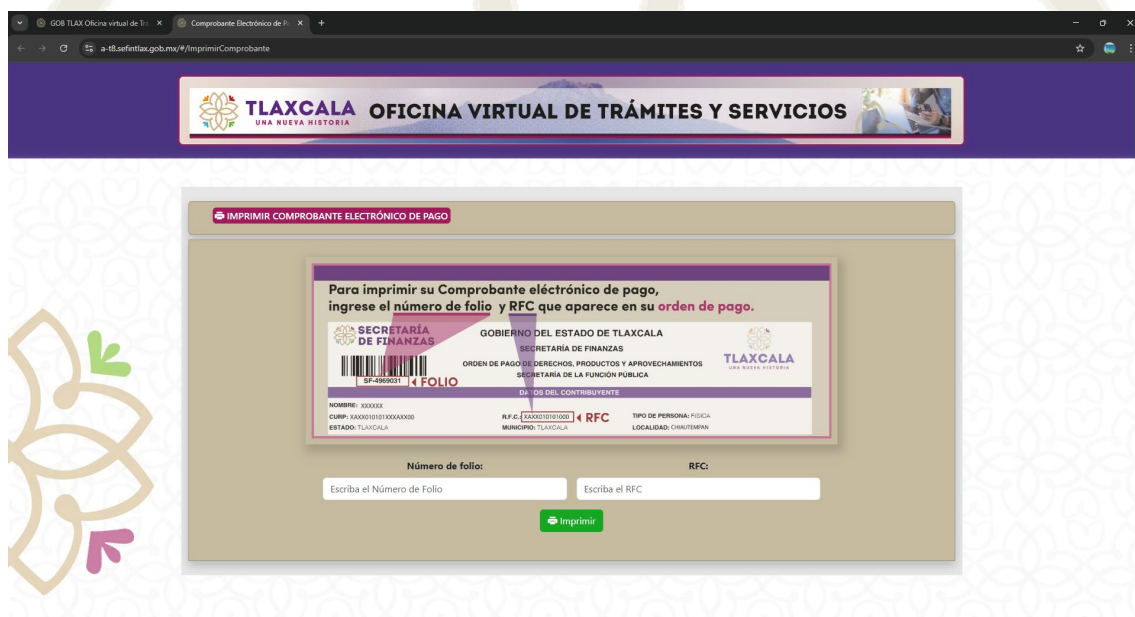 GOB TLAX Oficina virtual de Tra
Comprobante Electrónico de Pa
a-t8.sefintlax.gob.mx/#/ImprimirComprobante
TLAXCALA
UNA NUEVA HISTORIA
OFICINA VIRTUAL DE TRÁMITES Y SERVICIOS
IMPRIMIR COMPROBANTE ELECTRÓNICO DE PAGO
Para imprimir su Comprobante eléctrónico de pago,
ingrese el número de folio y RFC que aparece en su orden de pago.
SECRETARÍA
DE FINANZAS
GOBIERNO DEL ESTADO DE TLAXCALA
SECRETARÍA DE FINANZAS
ORDEN DE PAGO DE DERECHOS, PRODUCTOS Y APROVECHAMIENTOS
SECRETARÍA DE LA FUNCIÓN PÚBLICA
TLAXCALA
UNA NUEVA HISTORIA
SF-4969031 FOLIO
DATOS DEL CONTRIBUYENTE
NOMBRE: XXXXXX
CURP: XAXX010101XXXAXX00 R.F.C.: XAXX010101000 RFC TIPO DE PERSONA: FISICA
ESTADO: TLAXCALA MUNICIPIO: TLAXCALA LOCALIDAD: CHIAUTEMPAN
Número de folio: RFC:
Escriba el Número de Folio Escriba el RFC
Imprimir